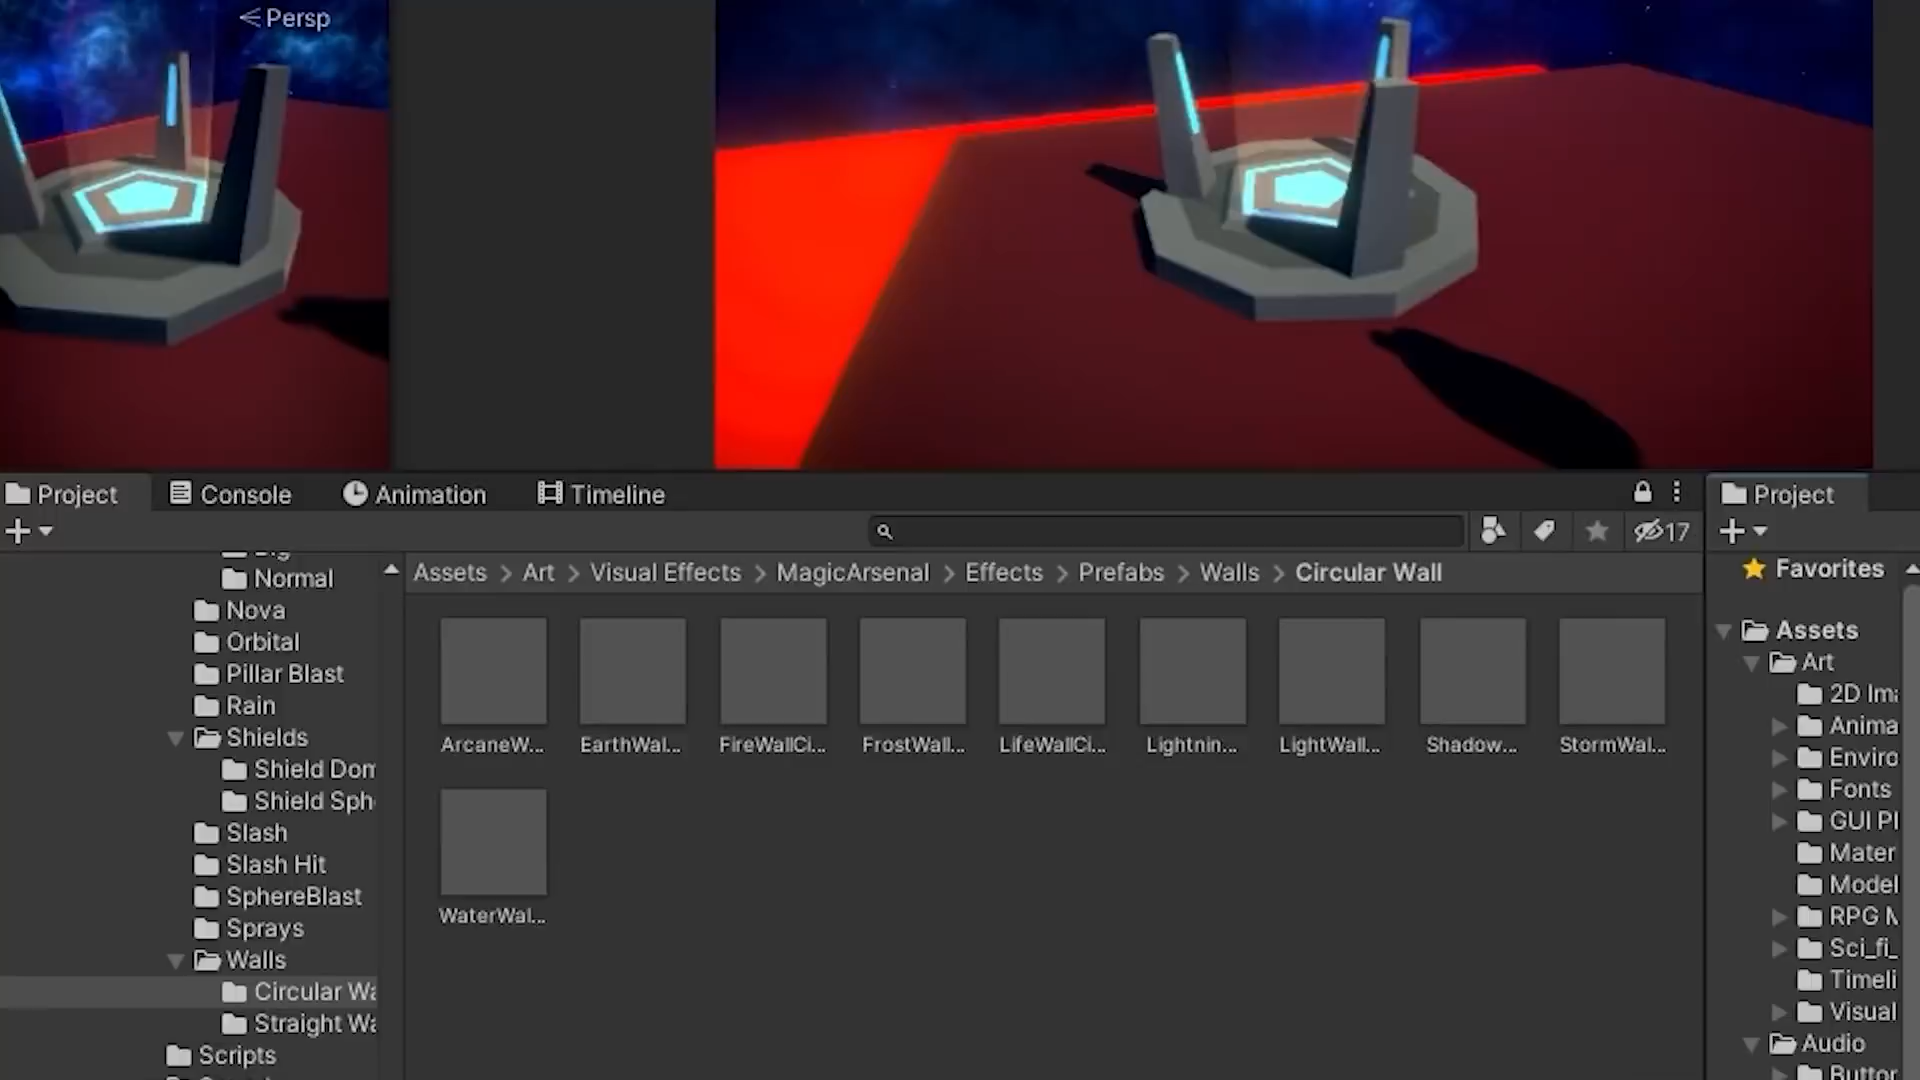 Persp
Project
Console
Animation
Timeline
Project
17
Normal
Nova
Orbital
Pillar Blast
Rain
Shields
Shield Dom
Shield Sph
Slash
Slash Hit
SphereBlast
Sprays
Walls
Circular Wa
Straight Wa
Scripts
Assets > Art > Visual Effects > MagicArsenal > Effects > Prefabs > Walls > Circular Wall
ArcaneW...
EarthWal...
FireWallCi...
FrostWall...
LifeWallCi...
Lightnin...
LightWall...
Shadow...
StormWal...
WaterWal...
Favorites
Assets
Art
2D Ima
Anima
Enviro
Fonts
GUI Pl
Mater
Model
RPG M
Sci_fi_
Timeli
Visual
Audio
Button